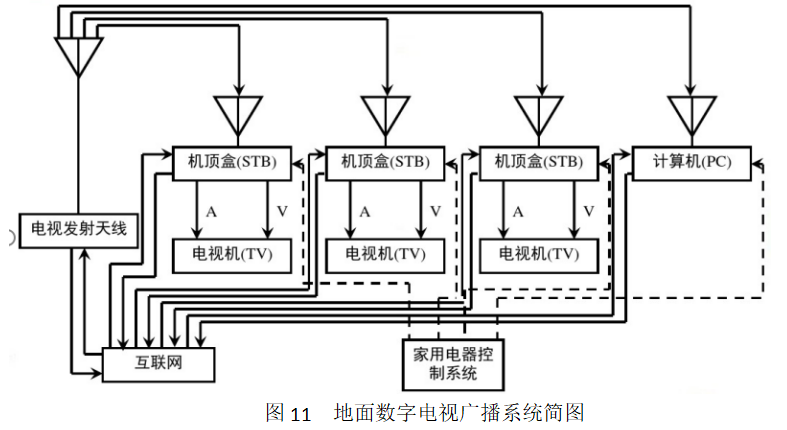 机顶盒(STB)
机顶盒(STB)
机顶盒(STB)
计算机(PC)
A
V
A
V
A
V
电视发射天线
电视机(TV)
电视机(TV)
电视机(TV)
互联网
家用电器控
制系统
图 11 地面数字电视广播系统简图